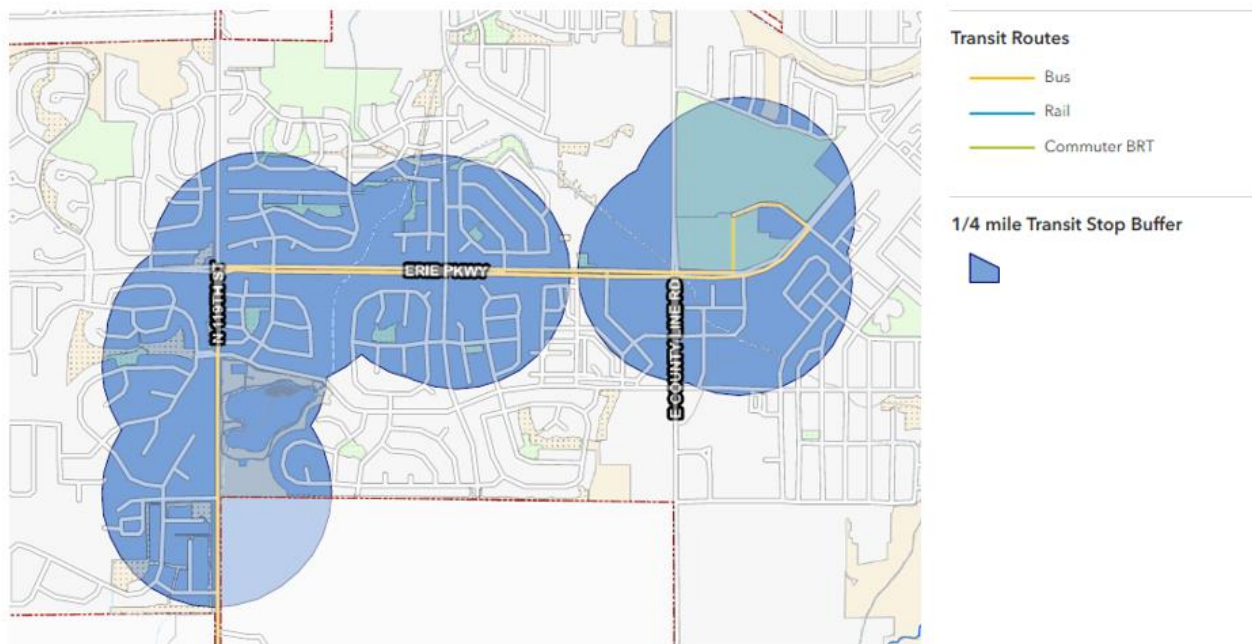 Transit Routes
Bus
Rail
Commuter BRT
1/4 mile Transit Stop Buffer
ERIE PKWY
N 119TH ST
E COUNTY LINE RD